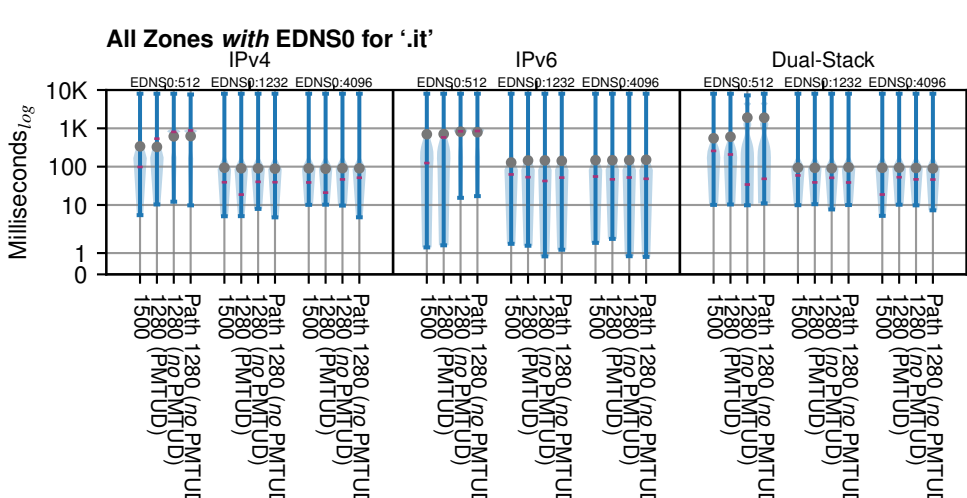 All Zones with EDNS0 for ‘.it’
IPv4 IPv6 Dual-Stack
EDNS0:512 EDNS0:1232 EDNS0:4096 EDNS0:512 EDNS0:1232 EDNS0:4096 EDNS0:512 EDNS0:1232 EDNS0:4096
Milliseconds_log
10K
1K
100
10
1
0
1500
1280 (PMTUD)
1280 (no PMTUD)
Path 1280 (no PMTUD
1500
1280 (PMTUD)
1280 (no PMTUD)
Path 1280 (no PMTUD
1500
1280 (PMTUD)
1280 (no PMTUD)
Path 1280 (no PMTUD
1500
1280 (PMTUD)
1280 (no PMTUD)
Path 1280 (no PMTUD
1500
1280 (PMTUD)
1280 (no PMTUD)
Path 1280 (no PMTUD
1500
1280 (PMTUD)
1280 (no PMTUD)
Path 1280 (no PMTUD
1500
1280 (PMTUD)
1280 (no PMTUD)
Path 1280 (no PMTUD
1500
1280 (PMTUD)
1280 (no PMTUD)
Path 1280 (no PMTUD
1500
1280 (PMTUD)
1280 (no PMTUD)
Path 1280 (no PMTUD